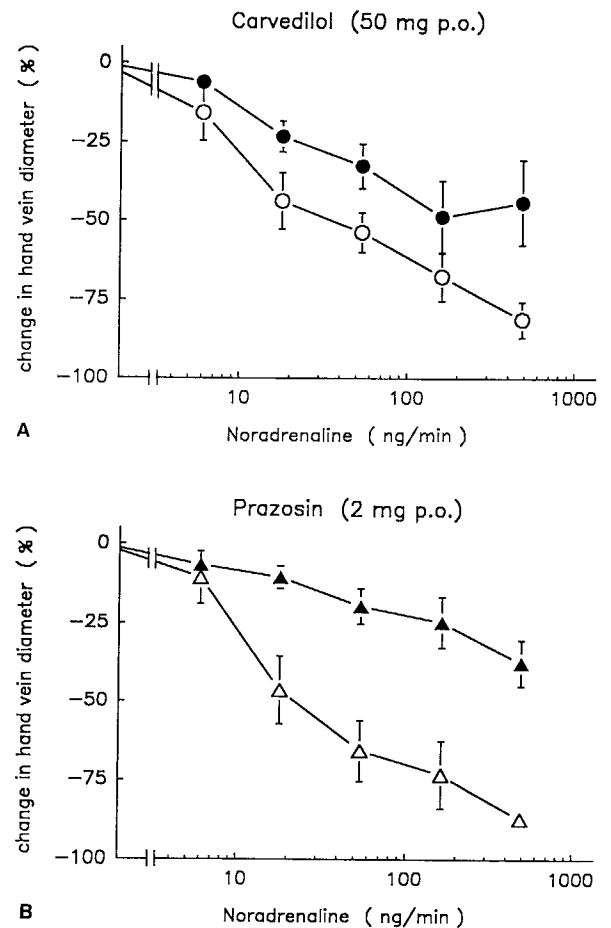 Carvedilol (50 mg p.o.)
change in hand vein diameter (%)
0
−25
−50
−75
−100
10 100 1000
Noradrenaline (ng/min)
A
Prazosin (2 mg p.o.)
change in hand vein diameter (%)
0
−25
−50
−75
−100
10 100 1000
Noradrenaline (ng/min)
B